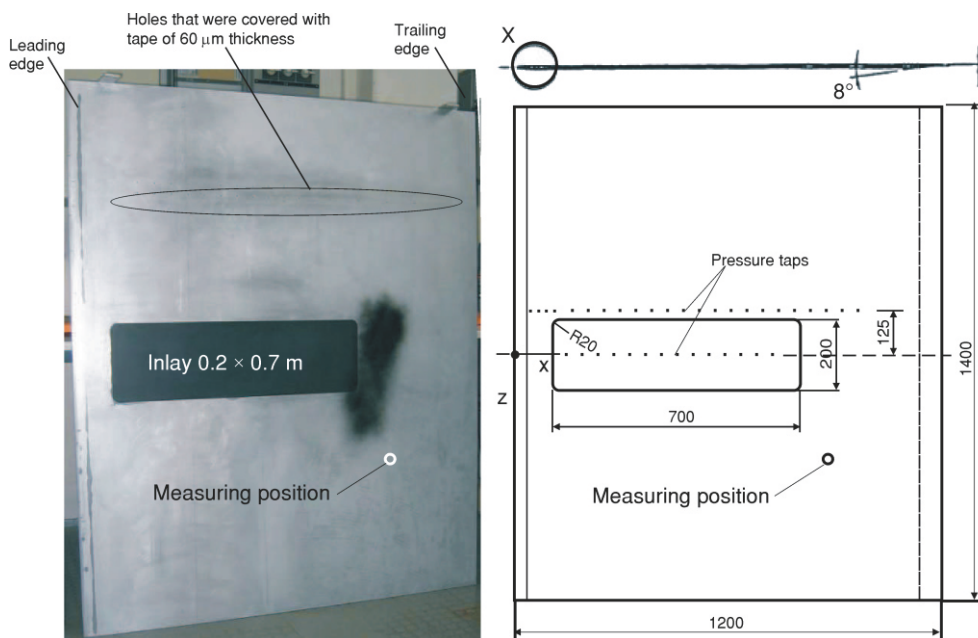 Holes that were covered with
tape of 60 μm thickness
Leading
edge
Trailing
edge
Inlay 0.2 × 0.7 m
Measuring position
X
8°
Pressure taps
R20
x
z
200
125
1400
700
Measuring position
1200